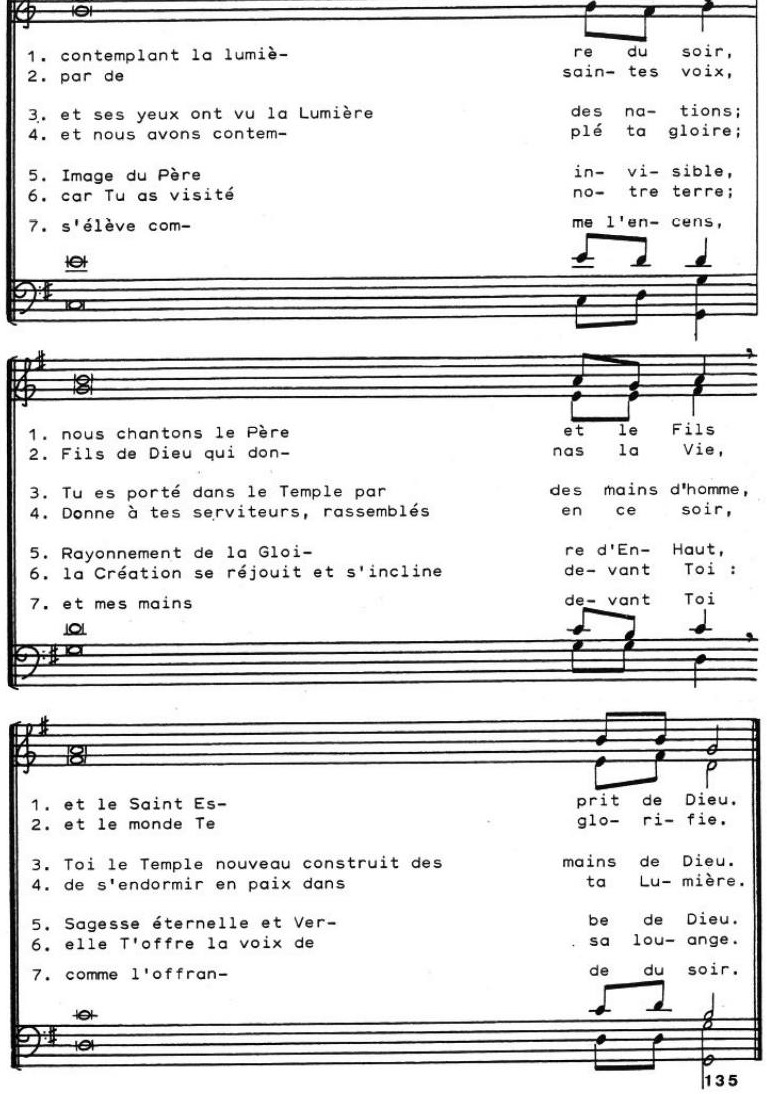 1. contemplant la lumiè- re du soir,
2. par de sain- tes voix,
3. et ses yeux ont vu la Lumière des na- tions;
4. et nous avons contem- plé ta gloire;
5. Image du Père in- vi- sible,
6. car Tu as visité no- tre terre;
7. s'élève com- me l'en- cens,
1. nous chantons le Père et le Fils
2. Fils de Dieu qui don- nas la Vie,
3. Tu es porté dans le Temple par des mains d'homme,
4. Donne à tes serviteurs, rassemblés en ce soir,
5. Rayonnement de la Gloi- re d'En- Haut,
6. la Création se réjouit et s'incline de- vant Toi :
7. et mes mains de- vant Toi
1. et le Saint Es- prit de Dieu.
2. et le monde Te glo- ri- fie.
3. Toi le Temple nouveau construit des mains de Dieu.
4. de s'endormir en paix dans ta Lu- mière.
5. Sagesse éternelle et Ver- be de Dieu.
6. elle T'offre la voix de sa lou- ange.
7. comme l'offran- de du soir.
135